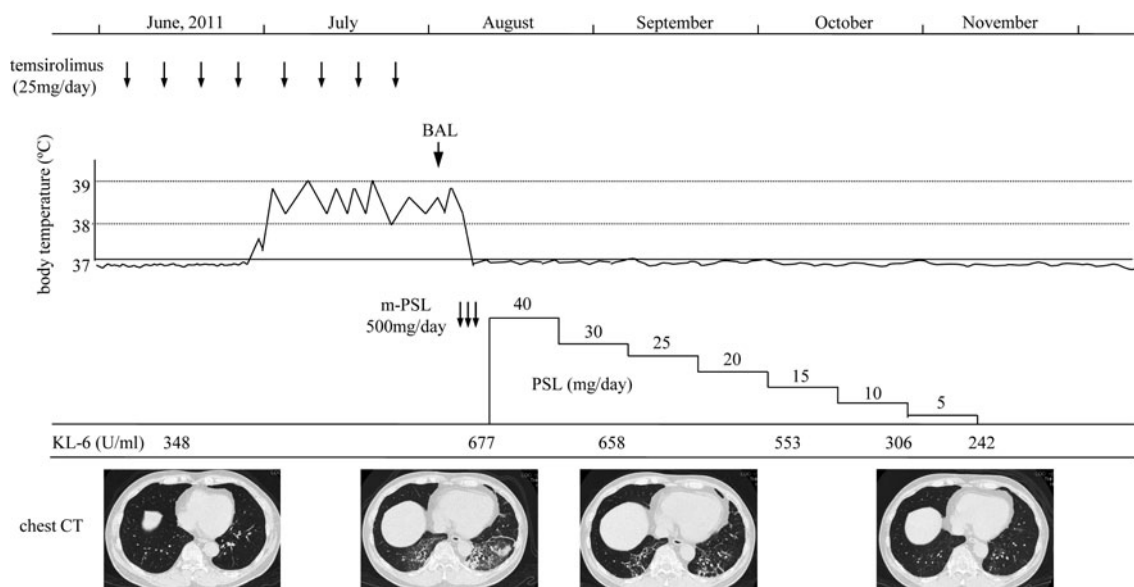 June, 2011 July August September October November
temsirolimus
(25mg/day)
BAL
body temperature (ºC)
39
38
37
m-PSL
500mg/day
40
30
25
20
15
10
5
PSL (mg/day)
KL-6 (U/ml) 348 677 658 553 306 242
chest CT